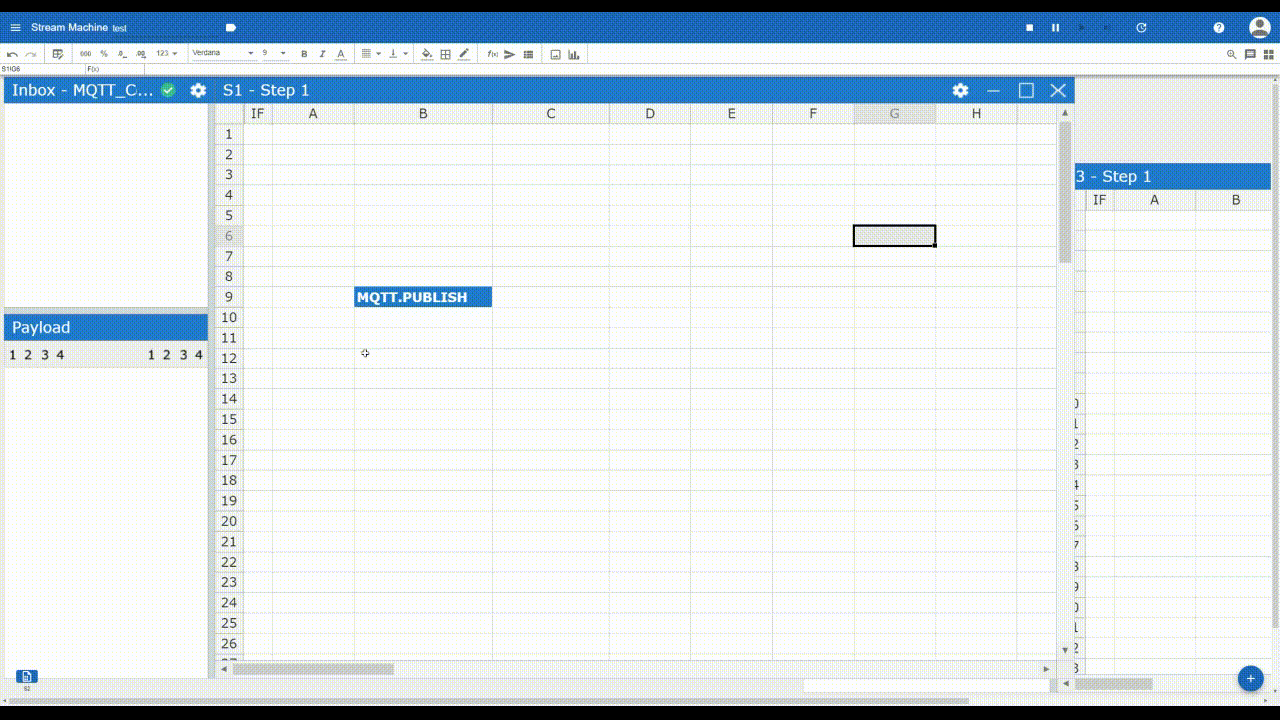 Stream Machine test
000 % .0 .00 123 Verdana 9 B I A f(x)
S1!G6 F(x)
Inbox - MQTT_C... S1 - Step 1
IF A B C D E F G H
1
2
3
4
5
6
7
8
9 MQTT.PUBLISH
10
11
12
13
14
15
16
17
18
19
20
21
22
23
24
25
26
Payload
1 2 3 4 1 2 3 4
S2
3 - Step 1
IF A B